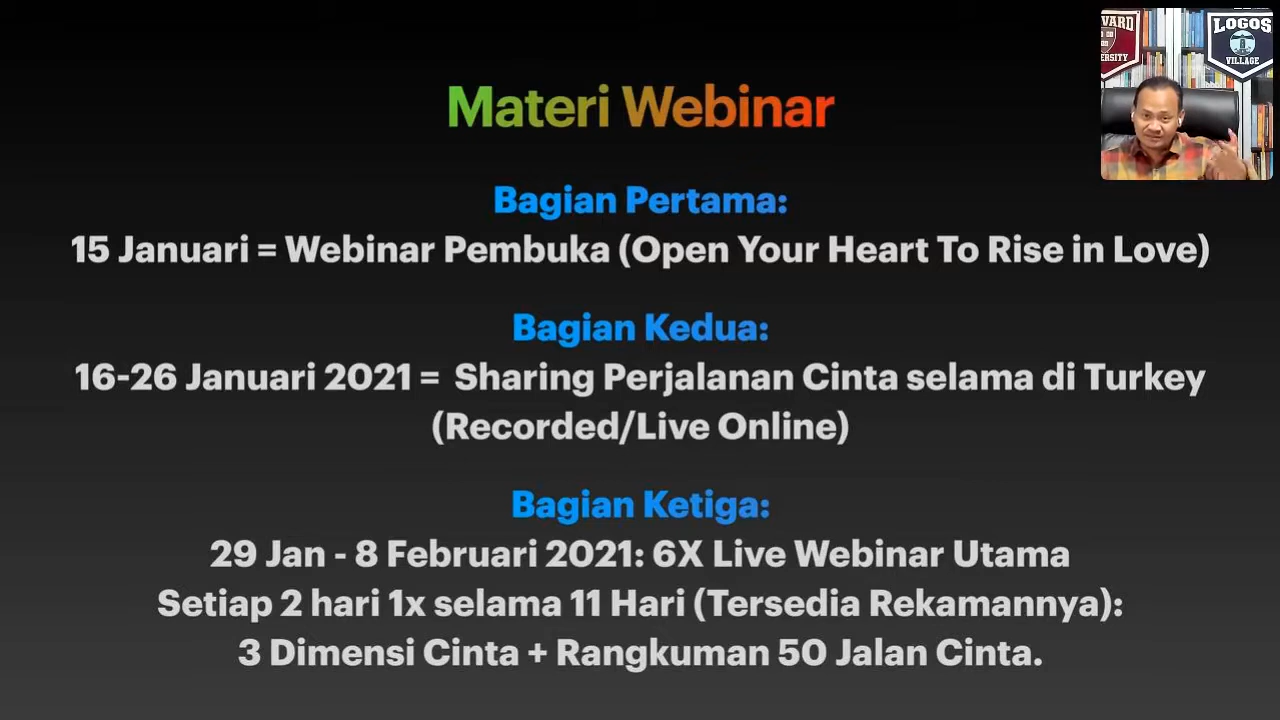 Materi Webinar
Bagian Pertama:
15 Januari = Webinar Pembuka (Open Your Heart To Rise in Love)
Bagian Kedua:
16-26 Januari 2021 = Sharing Perjalanan Cinta selama di Turkey
(Recorded/Live Online)
Bagian Ketiga:
29 Jan - 8 Februari 2021: 6X Live Webinar Utama
Setiap 2 hari 1x selama 11 Hari (Tersedia Rekamannya):
3 Dimensi Cinta + Rangkuman 50 Jalan Cinta.
VARD
ERSITY
LOGOS
VILLAGE